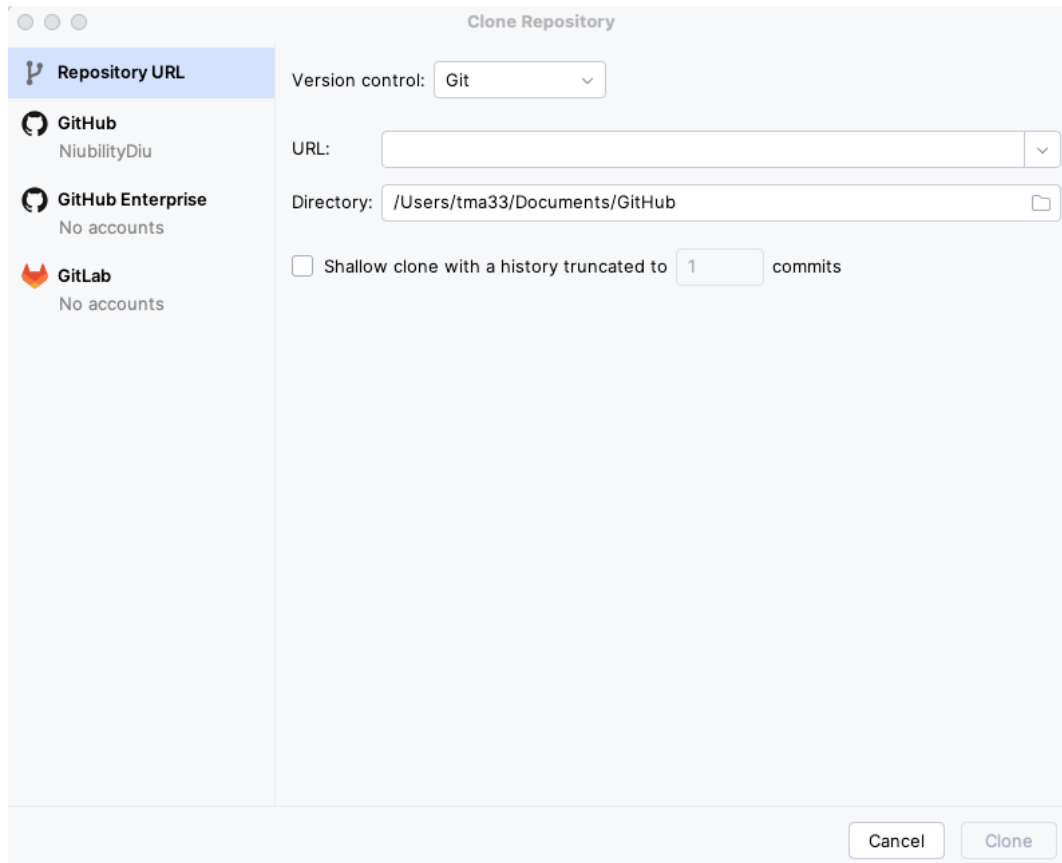 Clone Repository
Repository URL
GitHub
NiubilityDiu
GitHub Enterprise
No accounts
GitLab
No accounts
Version control: Git
URL:
Directory: /Users/tma33/Documents/GitHub
Shallow clone with a history truncated to 1 commits
Cancel Clone